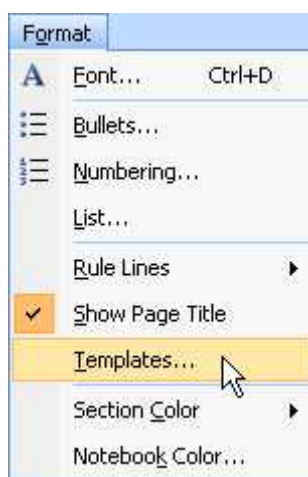 Format
Font... Ctrl+D
Bullets...
Numbering...
List...
Rule Lines
Show Page Title
Templates...
Section Color
Notebook Color...